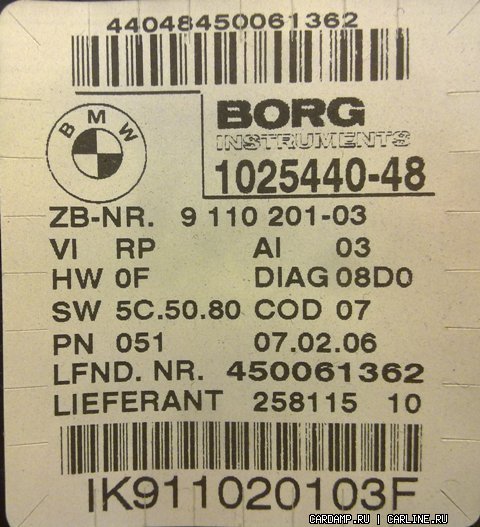 44048450061362
BMW
BORG
INSTRUMENTS
1025440-48
ZB-NR. 9 110 201-03
VI RP AI 03
HW 0F DIAG 08D0
SW 5C.50.80 COD 07
PN 051 07.02.06
LFND. NR. 450061362
LIEFERANT 258115 10
IK911020103F
CARDAMP.RU | CARLINE.RU